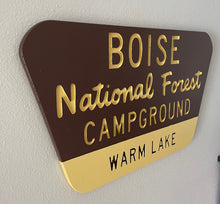 BOISE
National Forest
CAMPGROUND
WARM LAKE